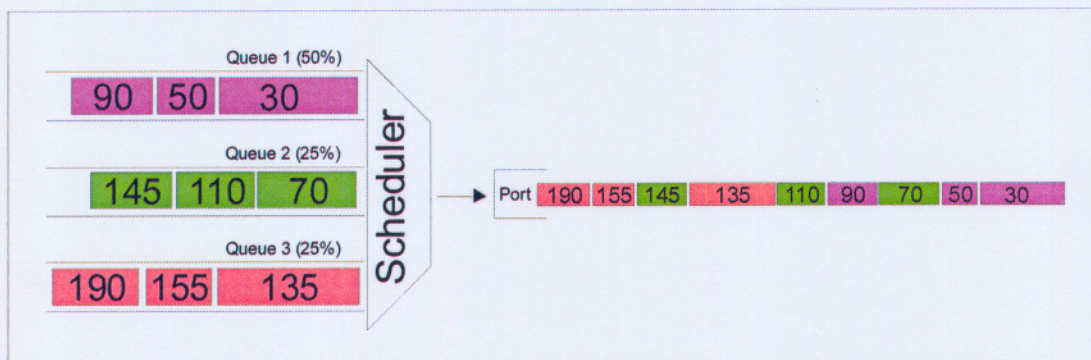 Queue 1 (50%)
90 50 30
Queue 2 (25%)
145 110 70
Queue 3 (25%)
190 155 135
Scheduler
Port 190 155 145 135 110 90 70 50 30